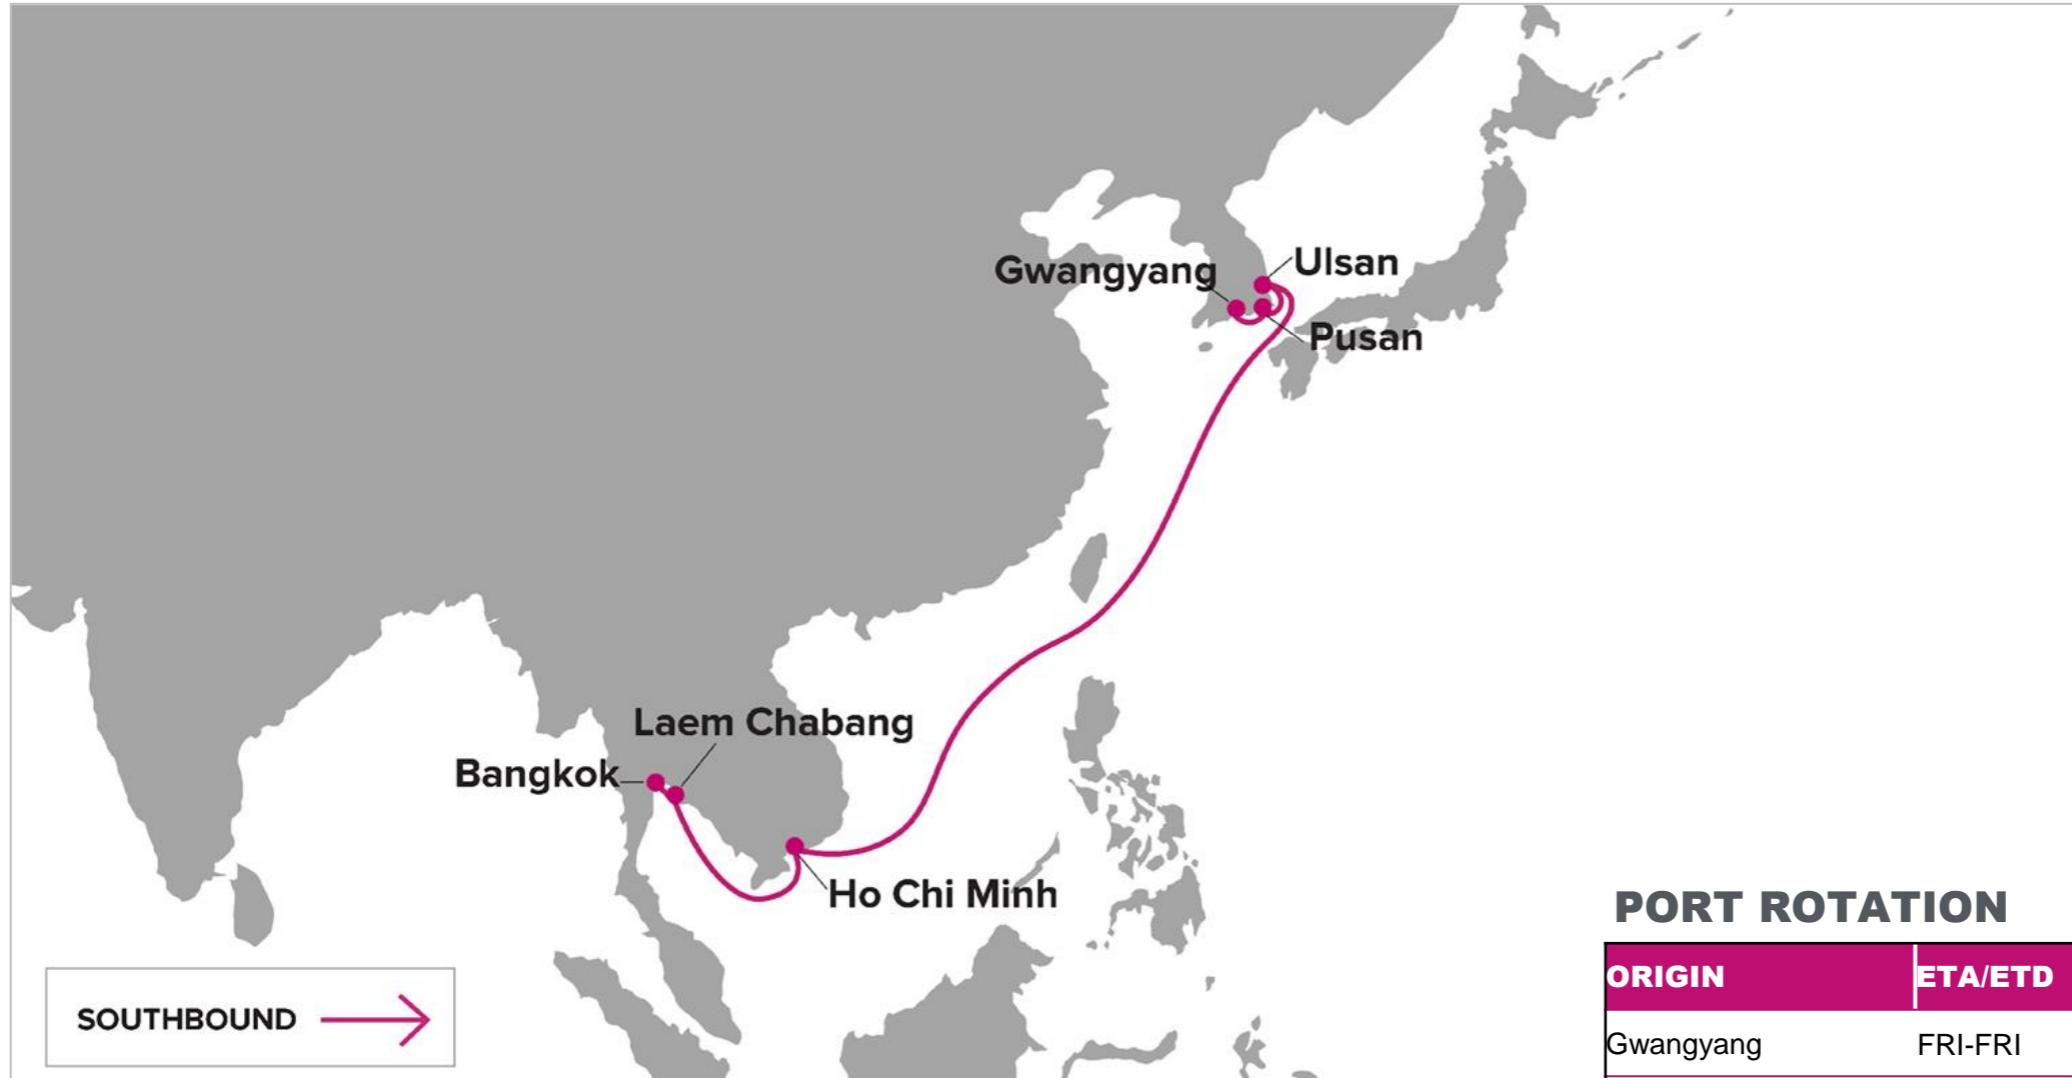 Ulsan
Gwangyang
Pusan
Laem Chabang
Bangkok
Ho Chi Minh
SOUTHBOUND
PORT ROTATION
ORIGIN ETA/ETD
Gwangyang FRI-FRI